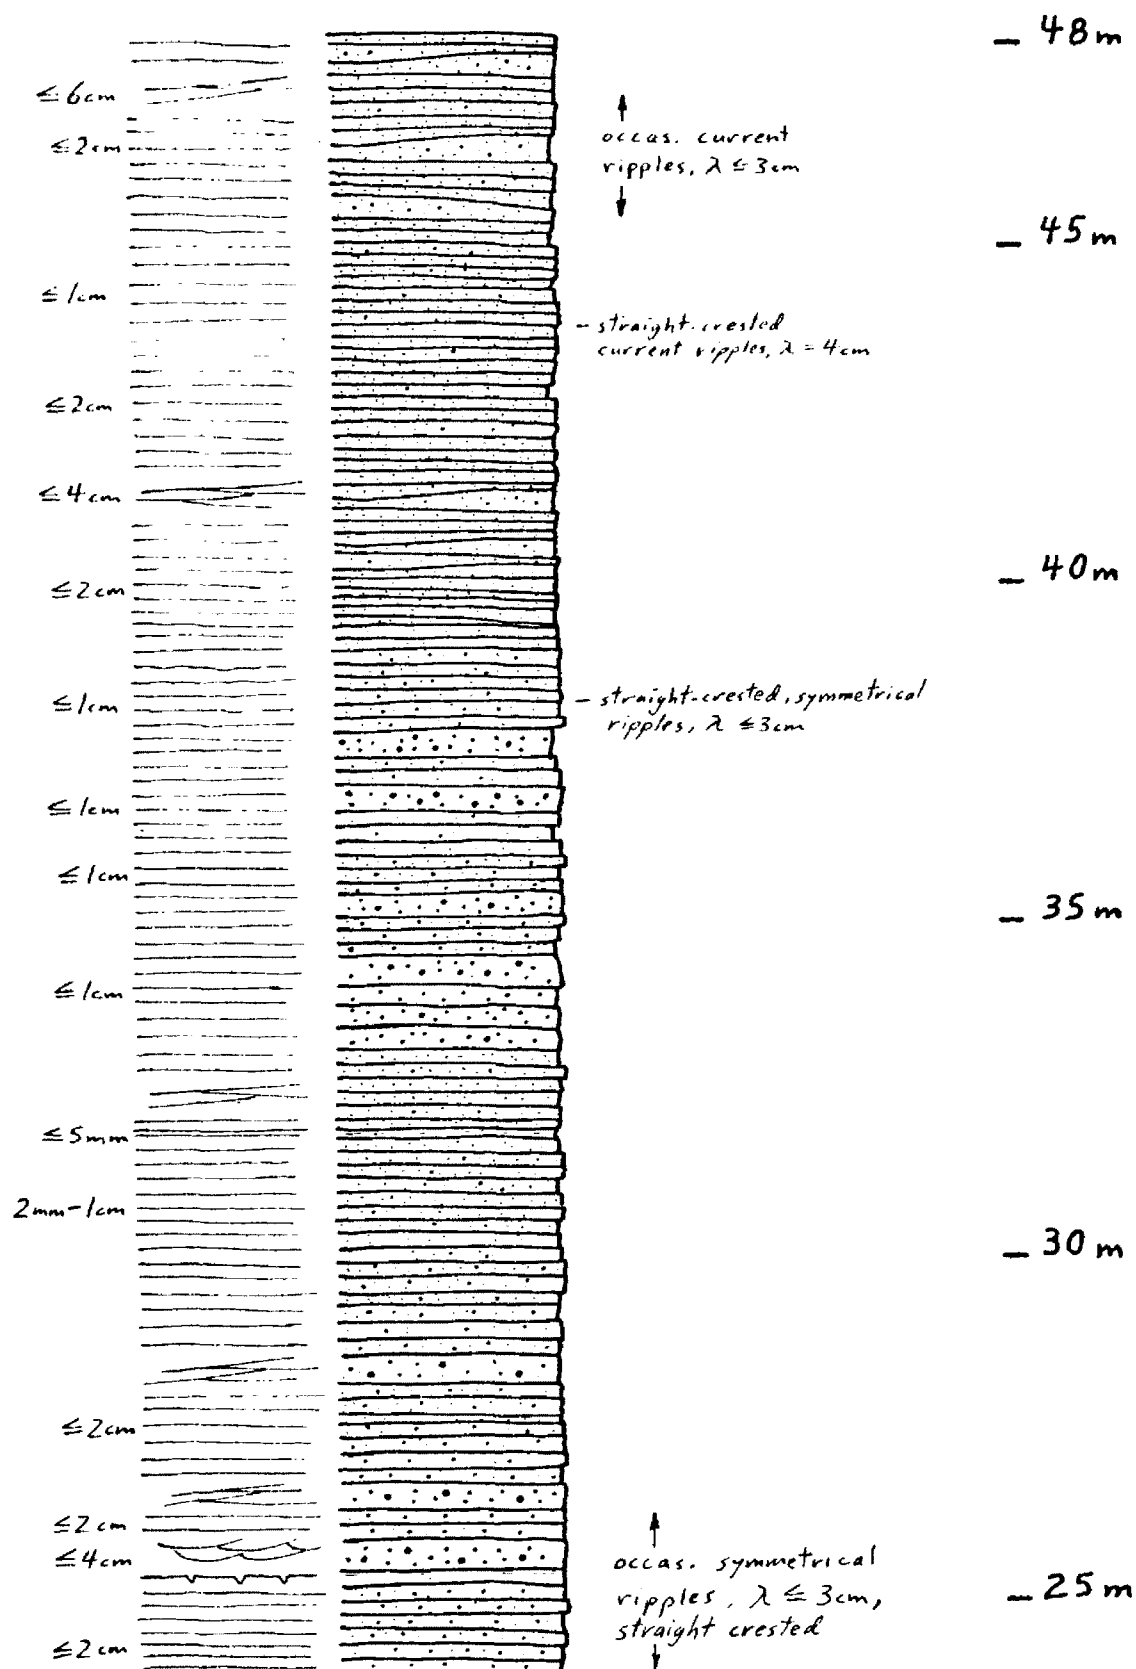 48m
≤6cm
occas. current
≤2cm
ripples, λ ≤ 3cm
45m
≤1cm
- straight-crested
current ripples, λ = 4cm
≤2cm
≤4cm
40m
≤2cm
- straight-crested, symmetrical
≤1cm
ripples, λ ≤3cm
≤1cm
≤1cm
35m
≤1cm
≤5mm
2mm-1cm
30m
≤2cm
≤2cm
≤4cm
occas. symmetrical
ripples, λ ≤ 3cm,
25m
straight crested
≤2cm